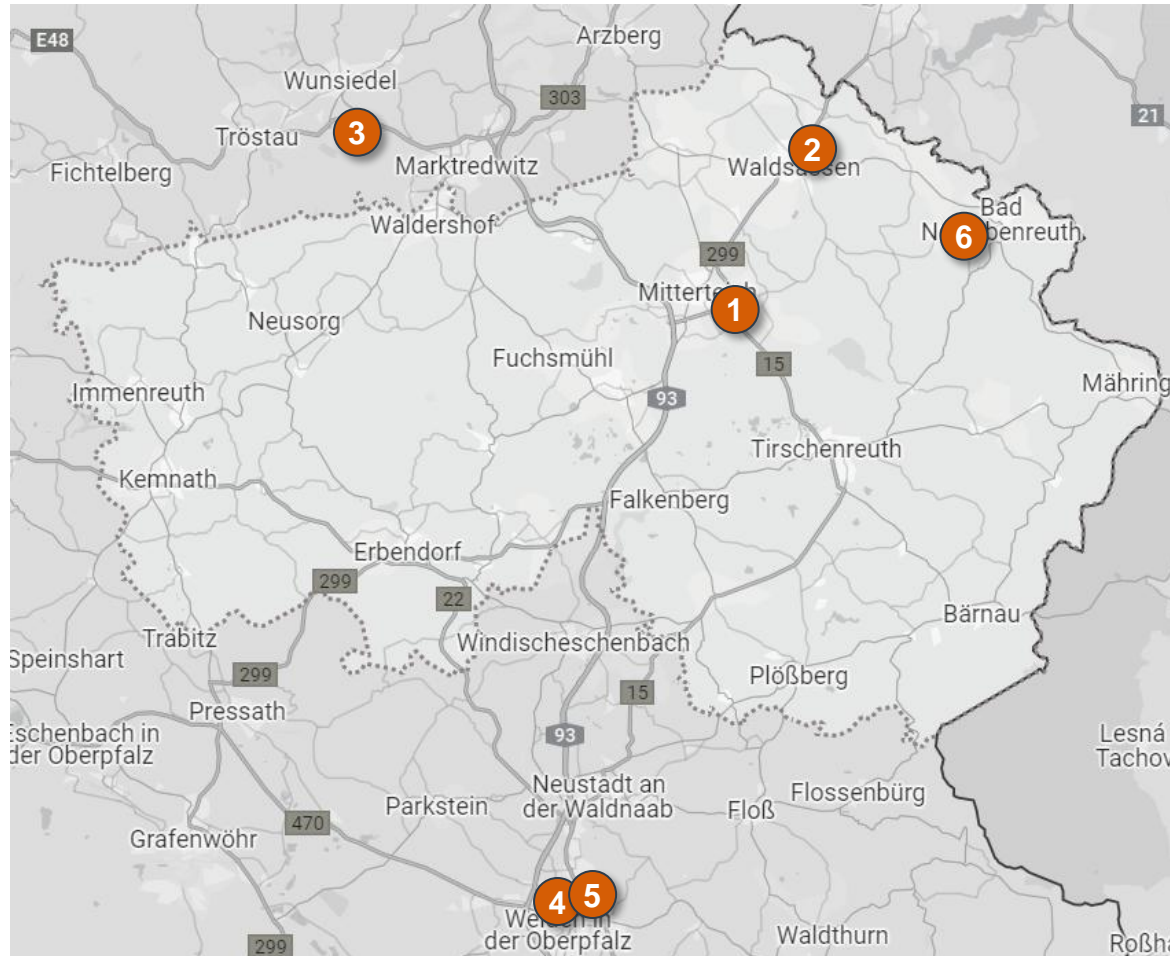 E48
Arzberg
Wunsiedel
303
21
3
Tröstau
2
Marktredwitz
Fichtelberg
Waldsassen
Bad
Waldershof
6
299
Mitterteich
1
Neusorg
Fuchsmühl
15
Mähring
Immenreuth
93
Tirschenreuth
Kemnath
Falkenberg
Erbendorf
299
22
Bärnau
Trabitz
Windischeschenbach
Speinshart
299
Plößberg
15
Pressath
93
Eschenbach in
der Oberpfalz
Lesná
Tachov
Neustadt an
der Waldnaab
Parkstein
Flossenbürg
Floß
470
Grafenwöhr
4
5
der Oberpfalz
Waldthurn
299